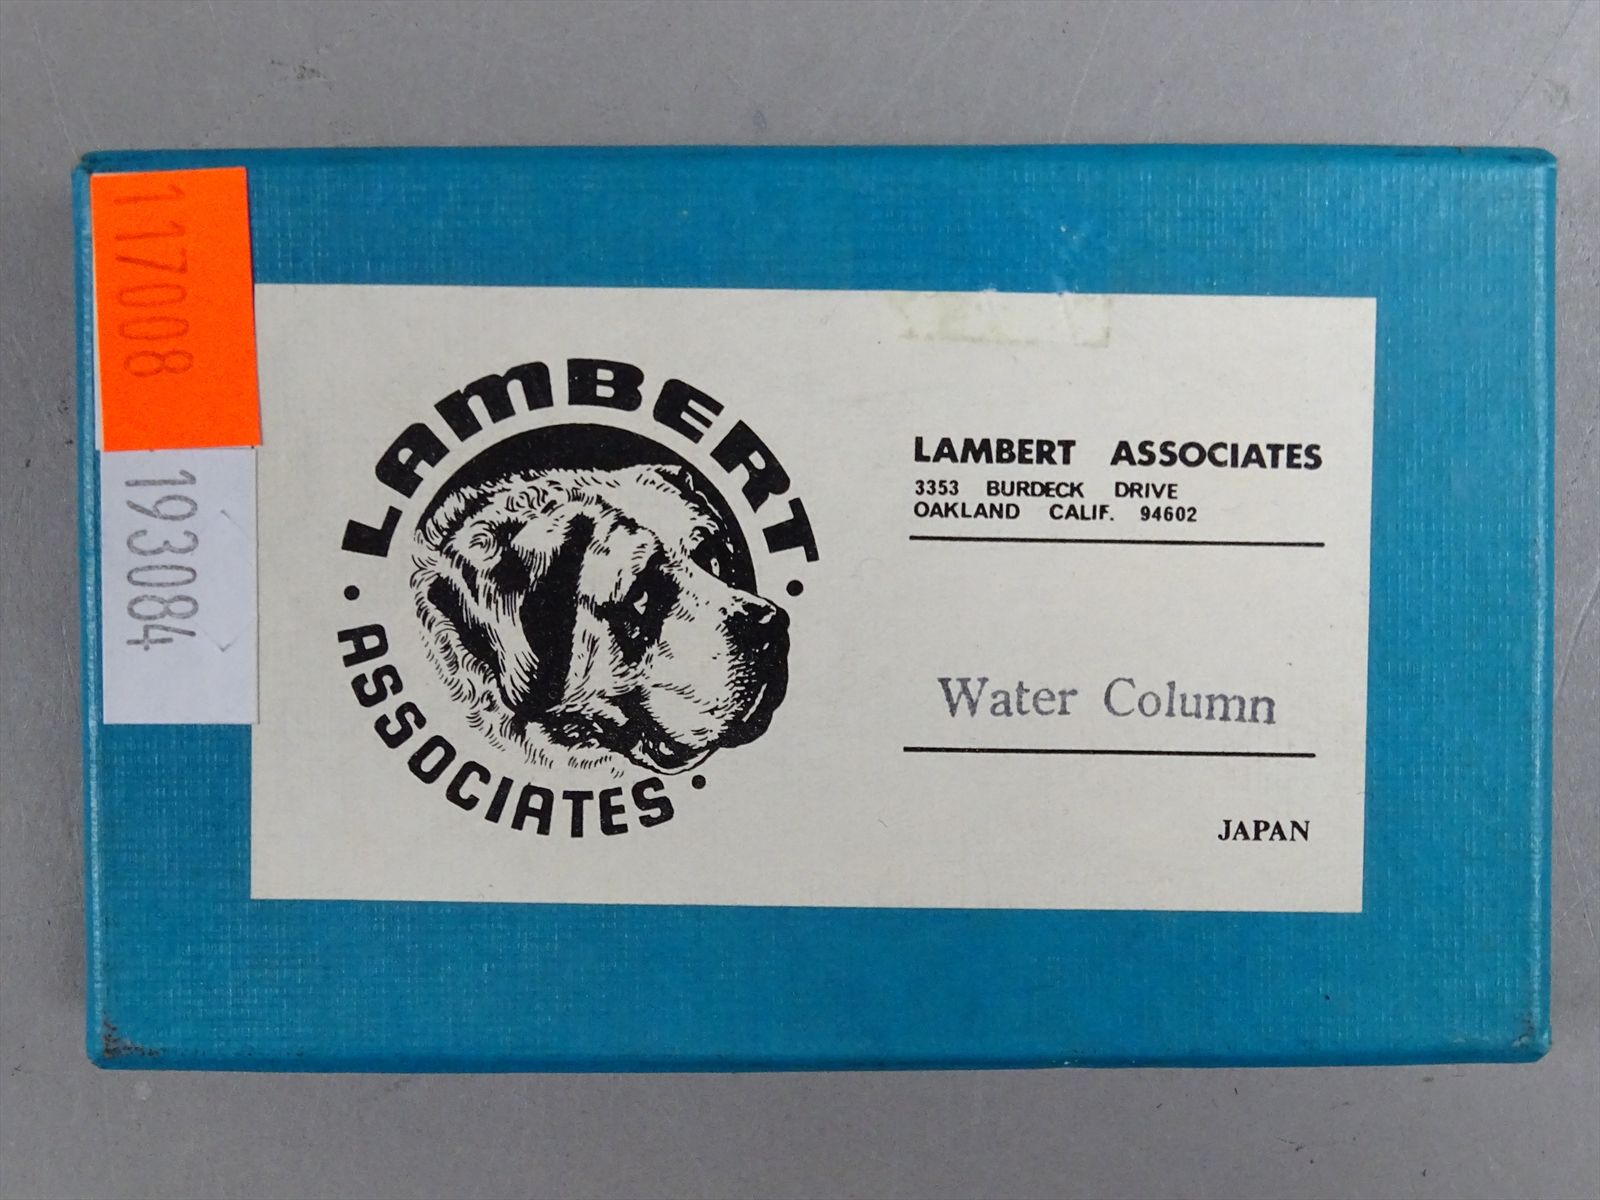 117008
193084
LAMBERT
ASSOCIATES
LAMBERT ASSOCIATES
3353 BURDECK DRIVE
OAKLAND CALIF. 94602
Water Column
JAPAN